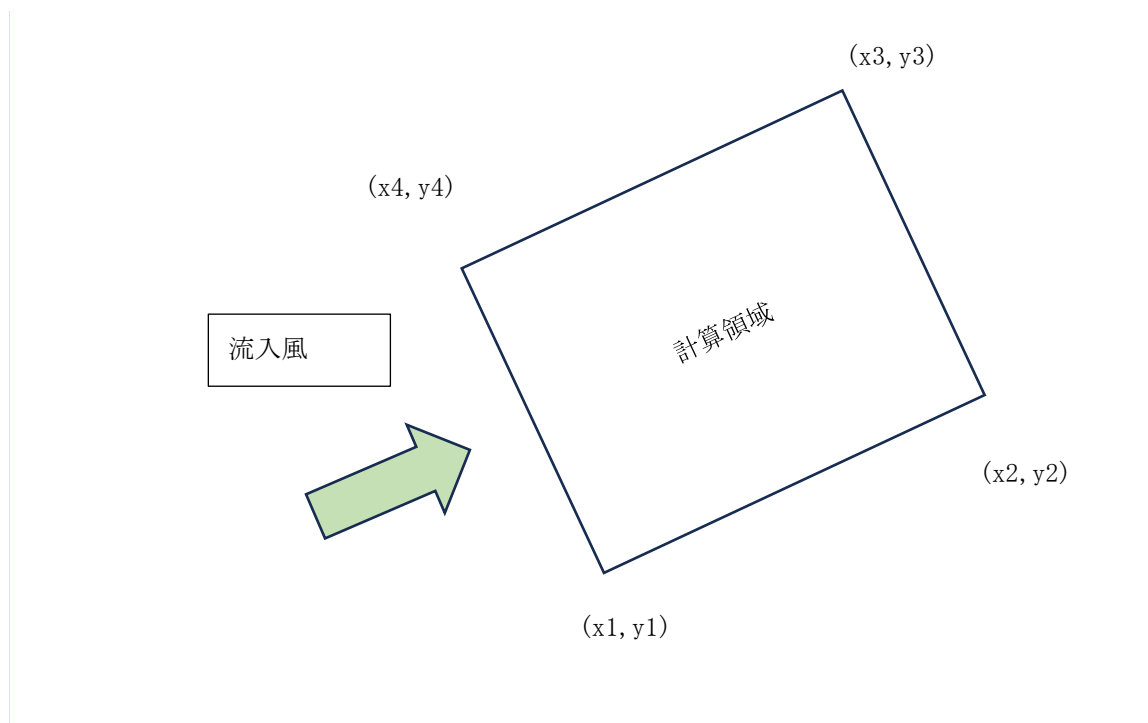 (x3, y3)
(x4, y4)
計算領域
流入風
(x2, y2)
(x1, y1)